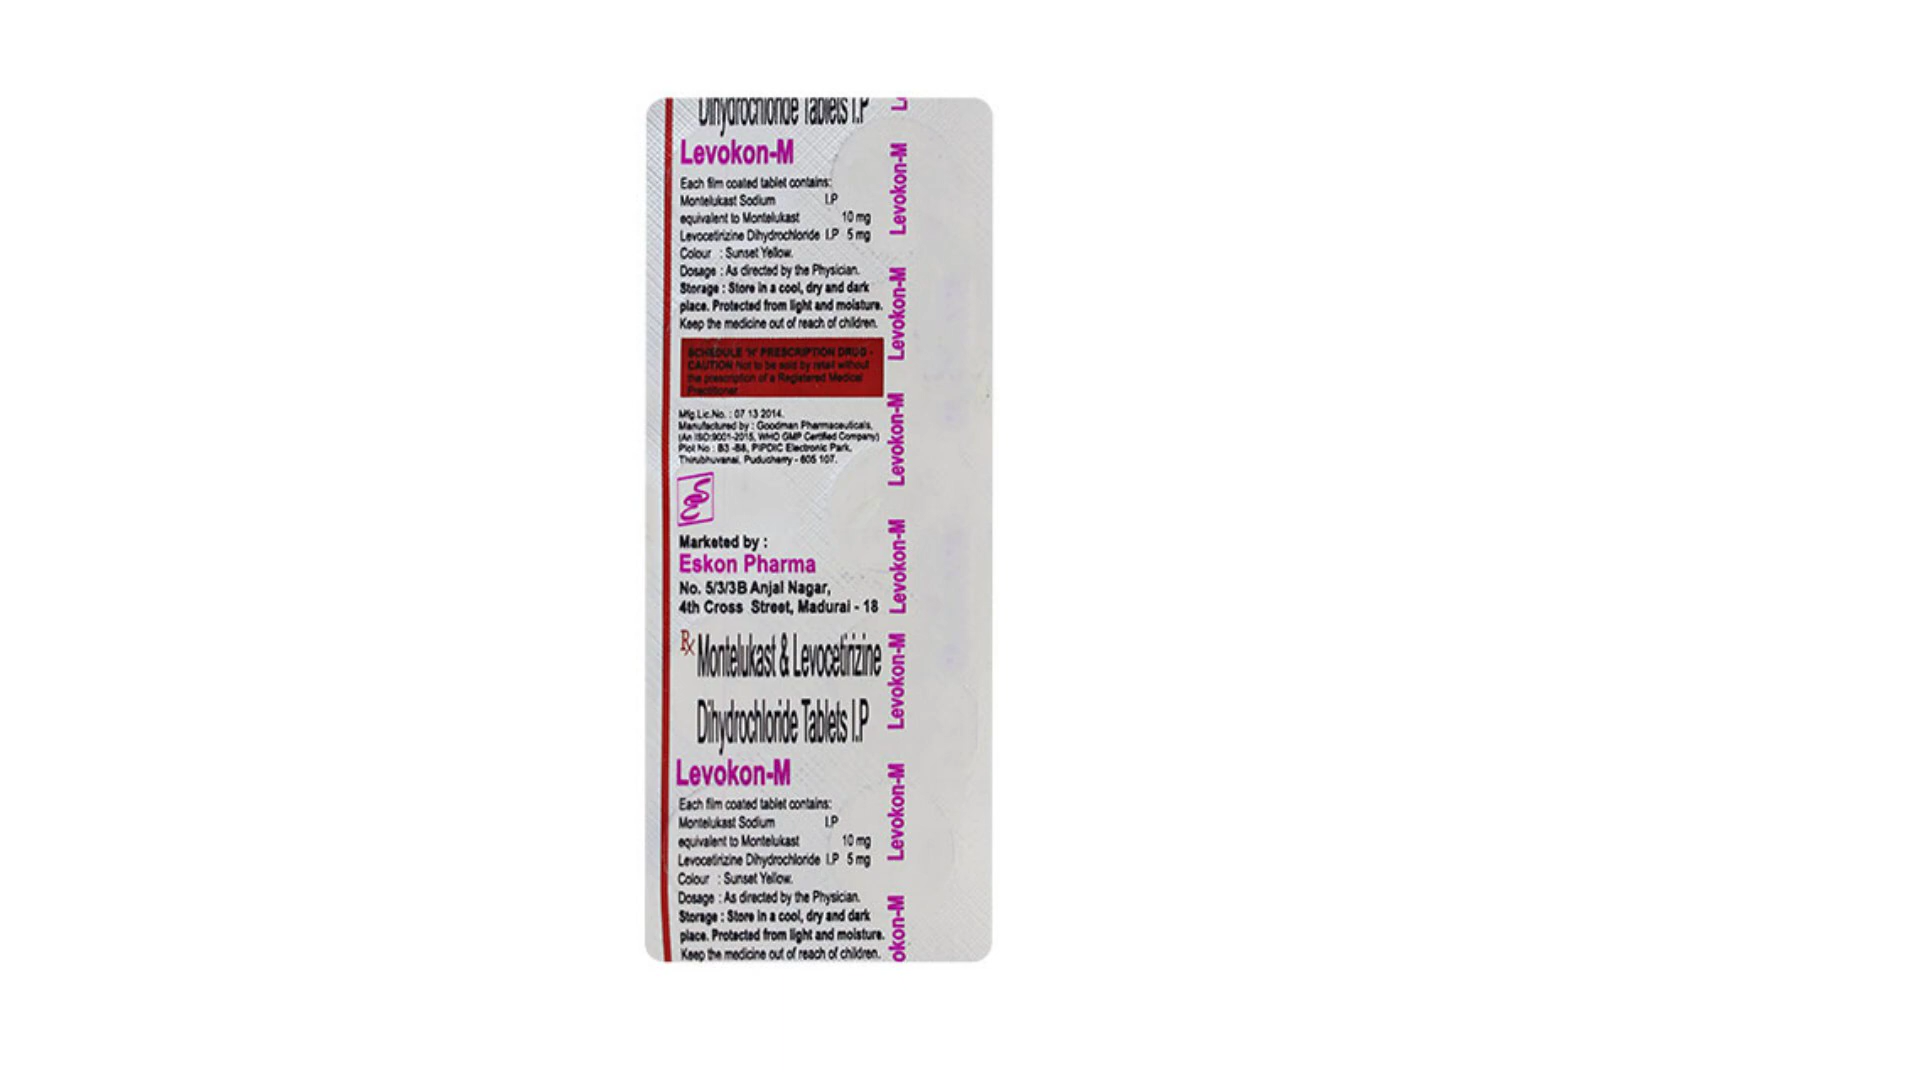 Dihydrochloride Tablets I.P
Levokon-M
Each film coated tablet contains:
Montelukast Sodium I.P
equivalent to Montelukast 10 mg
Levocetirizine Dihydrochloride I.P 5 mg
Colour : Sunset Yellow.
Dosage : As directed by the Physician.
Storage : Store in a cool, dry and dark
place. Protected from light and moisture.
Keep the medicine out of reach of children.
SCHEDULE 'H' PRESCRIPTION DRUG -
CAUTION Not to be sold by retail without
the prescription of a Registered Medical
Practitioner.
Mfg.Lic.No. : 07 13 2014.
Manufactured by : Goodman Pharmaceuticals,
(An ISO:9001-2015, WHO GMP Certified Company)
Plot No : B3 -B8, PIPDIC Electronic Park,
Thirubhuvanai, Puducherry - 605 107.
Marketed by :
Eskon Pharma
No. 5/3/3B Anjal Nagar,
4th Cross Street, Madurai - 18
Rx Montelukast & Levocetirizine
Dihydrochloride Tablets I.P
Levokon-M
Each film coated tablet contains:
Montelukast Sodium I.P
equivalent to Montelukast 10 mg
Levocetirizine Dihydrochloride I.P 5 mg
Colour : Sunset Yellow.
Dosage : As directed by the Physician.
Storage : Store in a cool, dry and dark
place. Protected from light and moisture.
Keep the medicine out of reach of children.
L
Levokon-M
Levokon-M
Levokon-M
Levokon-M
Levokon-M
Levokon-M
okon-M